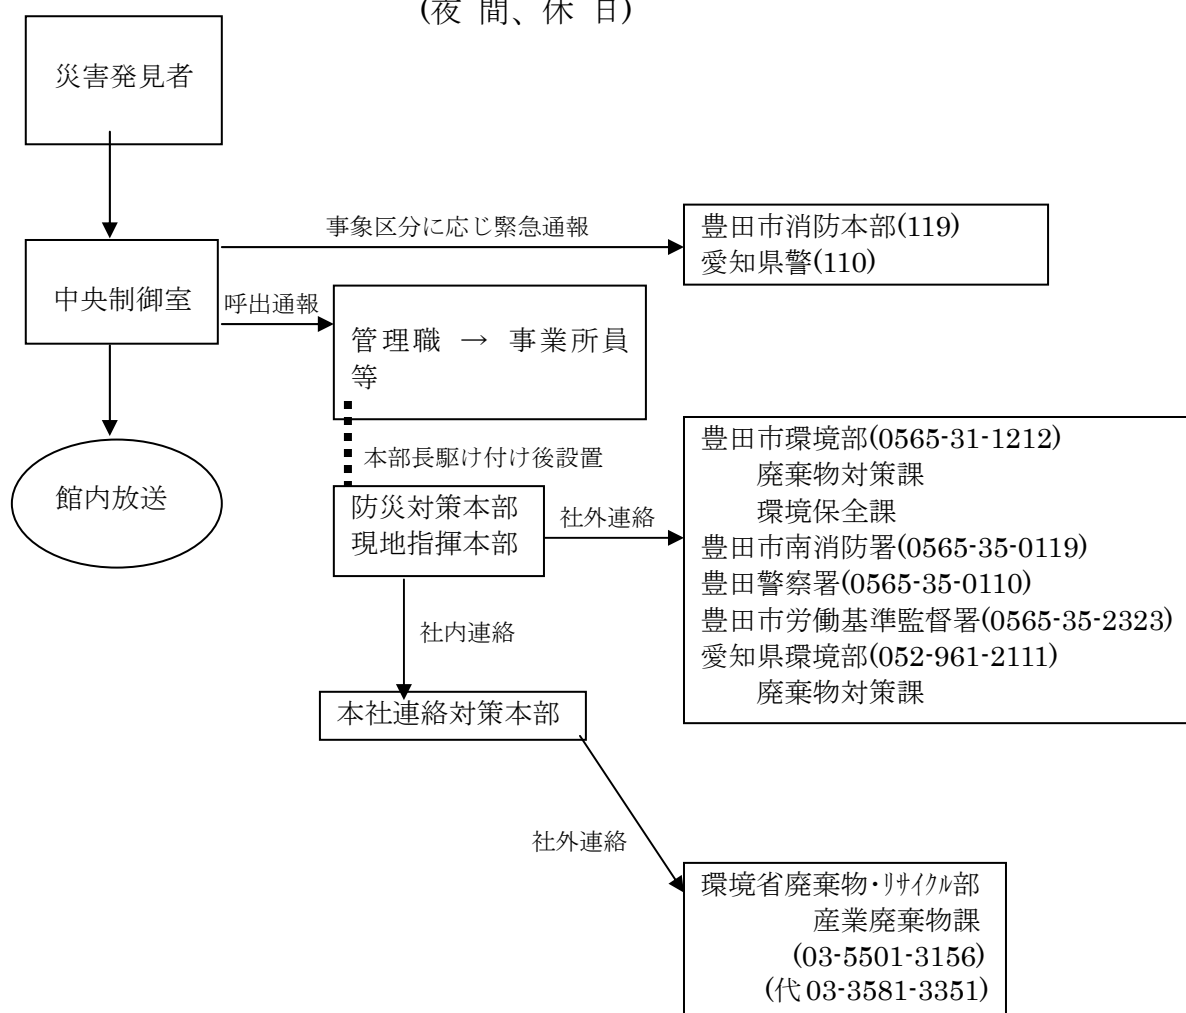 (夜 間、休 日)
災害発見者
事象区分に応じ緊急通報
豊田市消防本部(119)
愛知県警(110)
中央制御室
呼出通報
管理職 → 事業所員
等
本部長駆け付け後設置
館内放送
防災対策本部
現地指揮本部
社外連絡
豊田市環境部(0565-31-1212)
廃棄物対策課
環境保全課
豊田市南消防署(0565-35-0119)
豊田警察署(0565-35-0110)
豊田市労働基準監督署(0565-35-2323)
愛知県環境部(052-961-2111)
廃棄物対策課
社内連絡
本社連絡対策本部
社外連絡
環境省廃棄物・ﾘｻｲｸﾙ部
産業廃棄物課
(03-5501-3156)
(代 03-3581-3351)